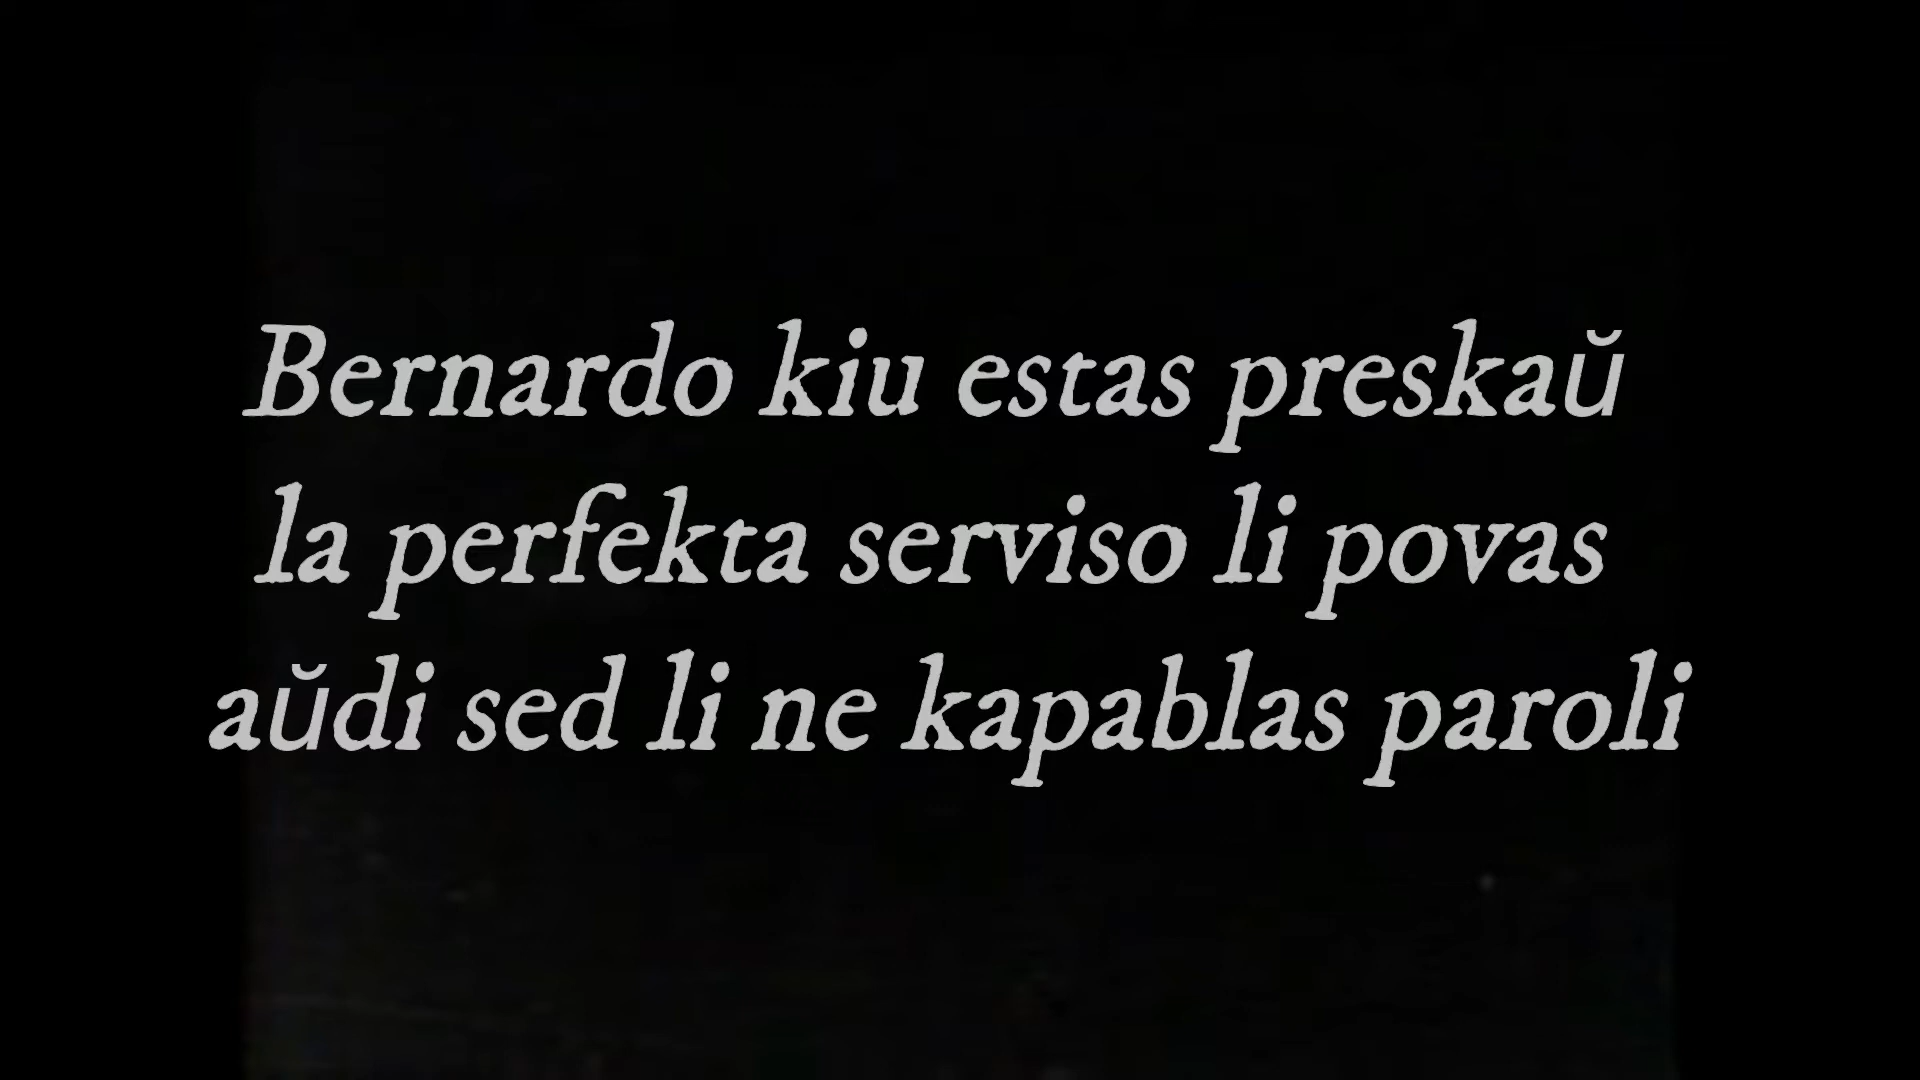 Bernardo kiu estas preskaŭ
la perfekta serviso li povas
aŭdi sed li ne kapablas paroli